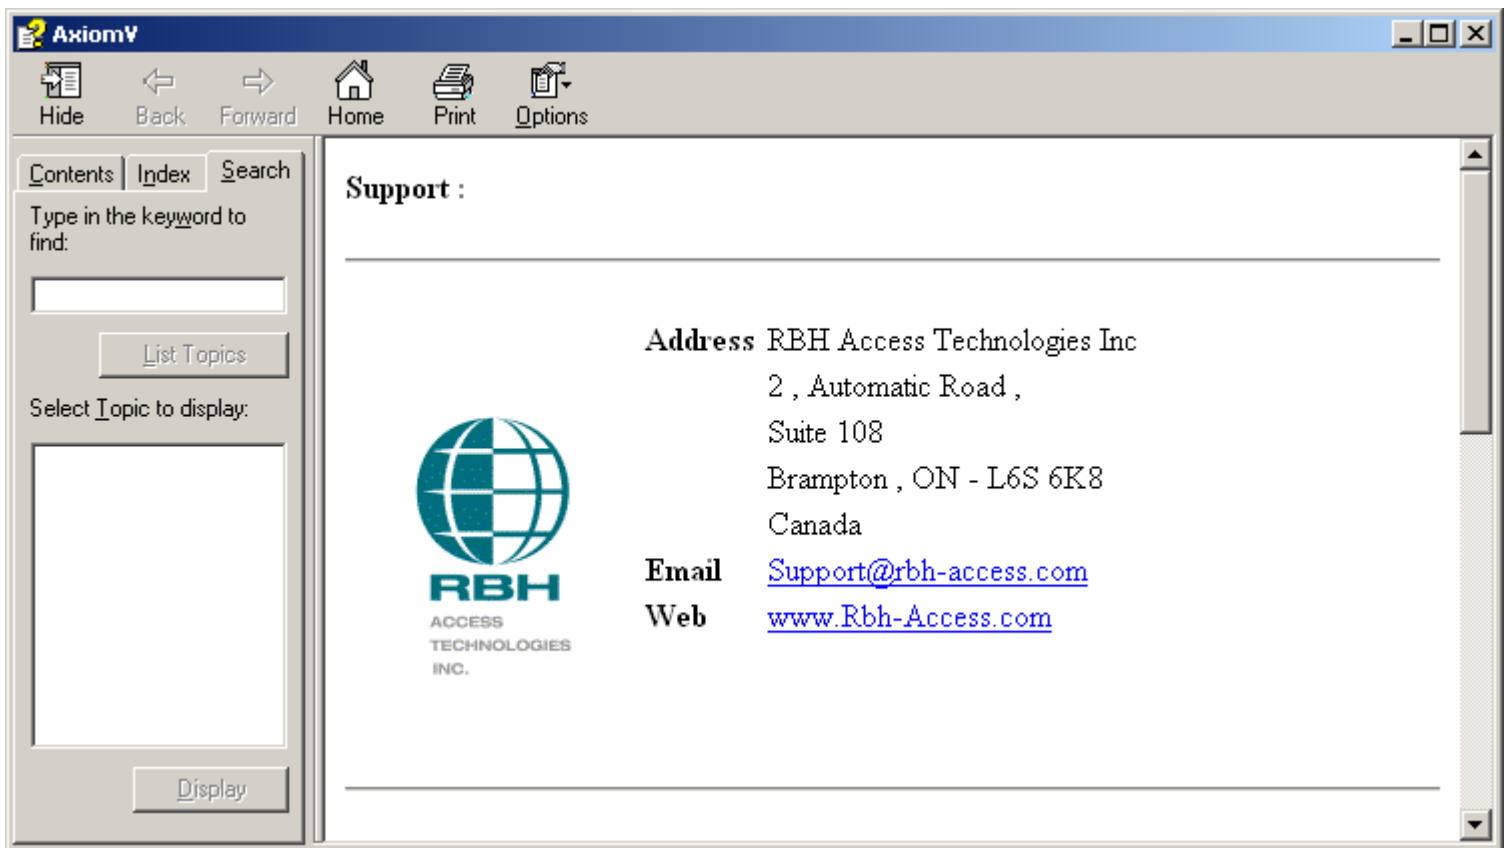 AxiomV
Hide Back Forward Home Print Options
Contents Index Search
Type in the keyword to
find:
List Topics
Select Topic to display:
Display
Support :
Address RBH Access Technologies Inc
2 , Automatic Road ,
Suite 108
Brampton , ON - L6S 6K8
Canada
Email Support@rbh-access.com
Web www.Rbh-Access.com
RBH
ACCESS
TECHNOLOGIES
INC.